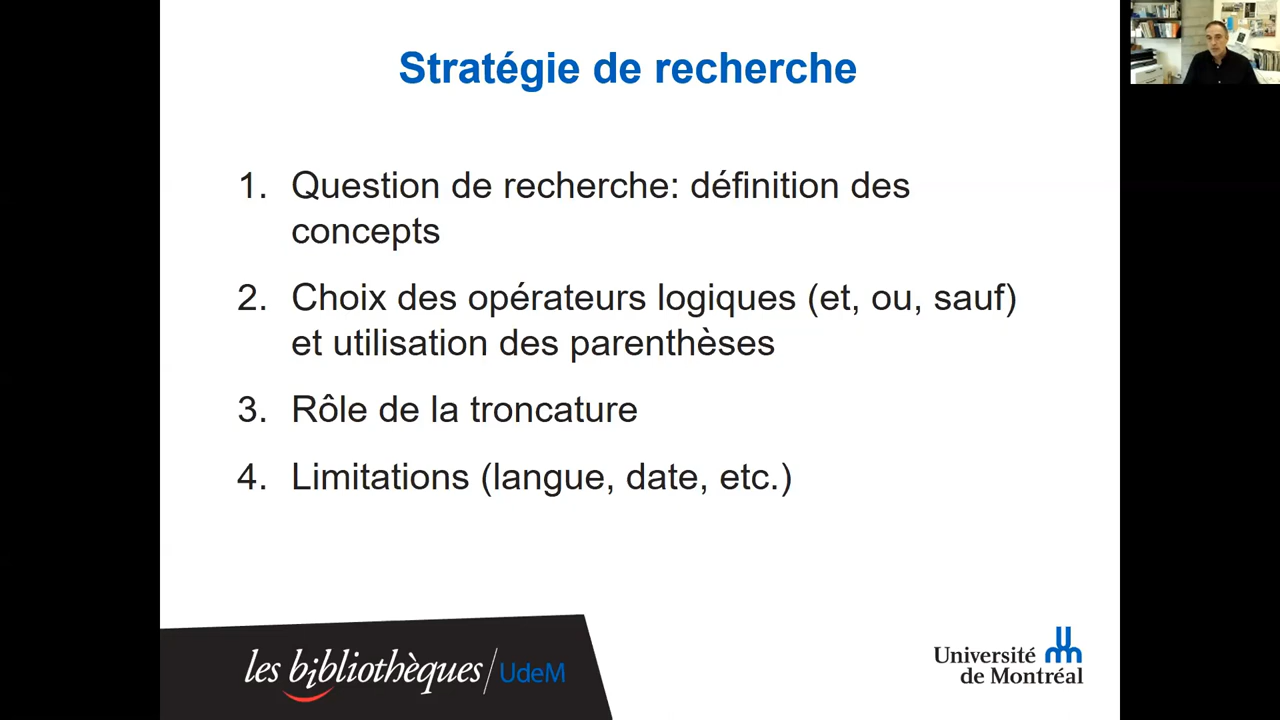 Stratégie de recherche
1. Question de recherche: définition des
concepts
2. Choix des opérateurs logiques (et, ou, sauf)
et utilisation des parenthèses
3. Rôle de la troncature
4. Limitations (langue, date, etc.)
les bibliothèques/UdeM
Université
de Montréal